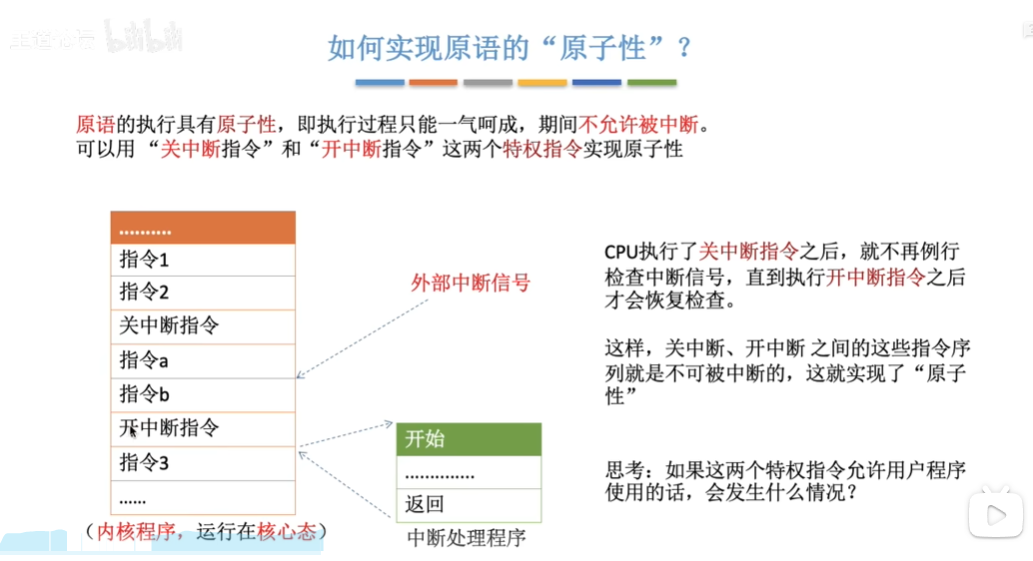 如何实现原语的“原子性”？
原语的执行具有原子性，即执行过程只能一气呵成，期间不允许被中断。
可以用 “关中断指令”和“开中断指令”这两个特权指令实现原子性
..........
指令1
指令2
关中断指令
指令a
指令b
开中断指令
指令3
......
（内核程序，运行在核心态）
外部中断信号
开始
..............
返回
中断处理程序
CPU执行了关中断指令之后，就不再例行
检查中断信号，直到执行开中断指令之后
才会恢复检查。
这样，关中断、开中断 之间的这些指令序
列就是不可被中断的，这就实现了“原子
性”
思考：如果这两个特权指令允许用户程序
使用的话，会发生什么情况？